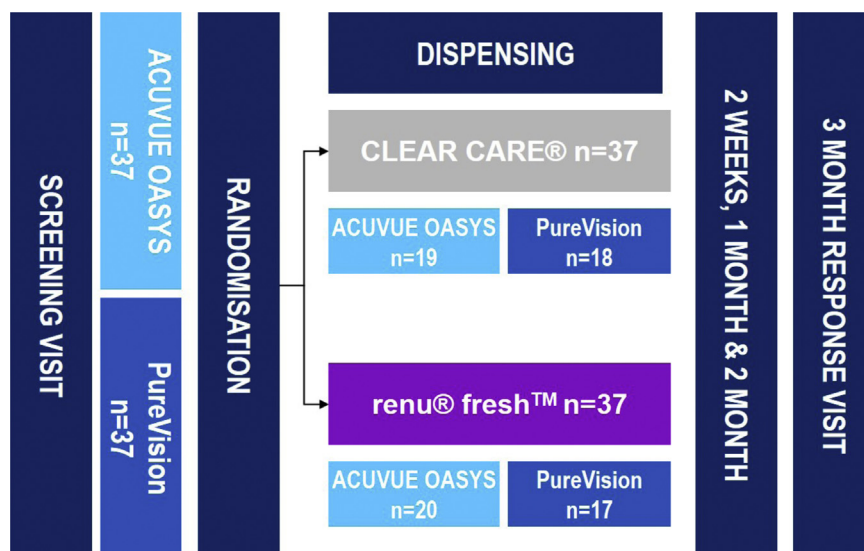 SCREENING VISIT
ACUVUE OASYS
n=37
PureVision
n=37
RANDOMISATION
DISPENSING
CLEAR CARE® n=37
ACUVUE OASYS
n=19
PureVision
n=18
renu® fresh™ n=37
ACUVUE OASYS
n=20
PureVision
n=17
2 WEEKS, 1 MONTH & 2 MONTH
3 MONTH RESPONSE VISIT